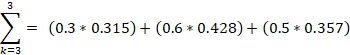 3
∑ = (0.3 * 0.315) + (0.6 * 0.428) + (0.5 * 0.357)
k=3